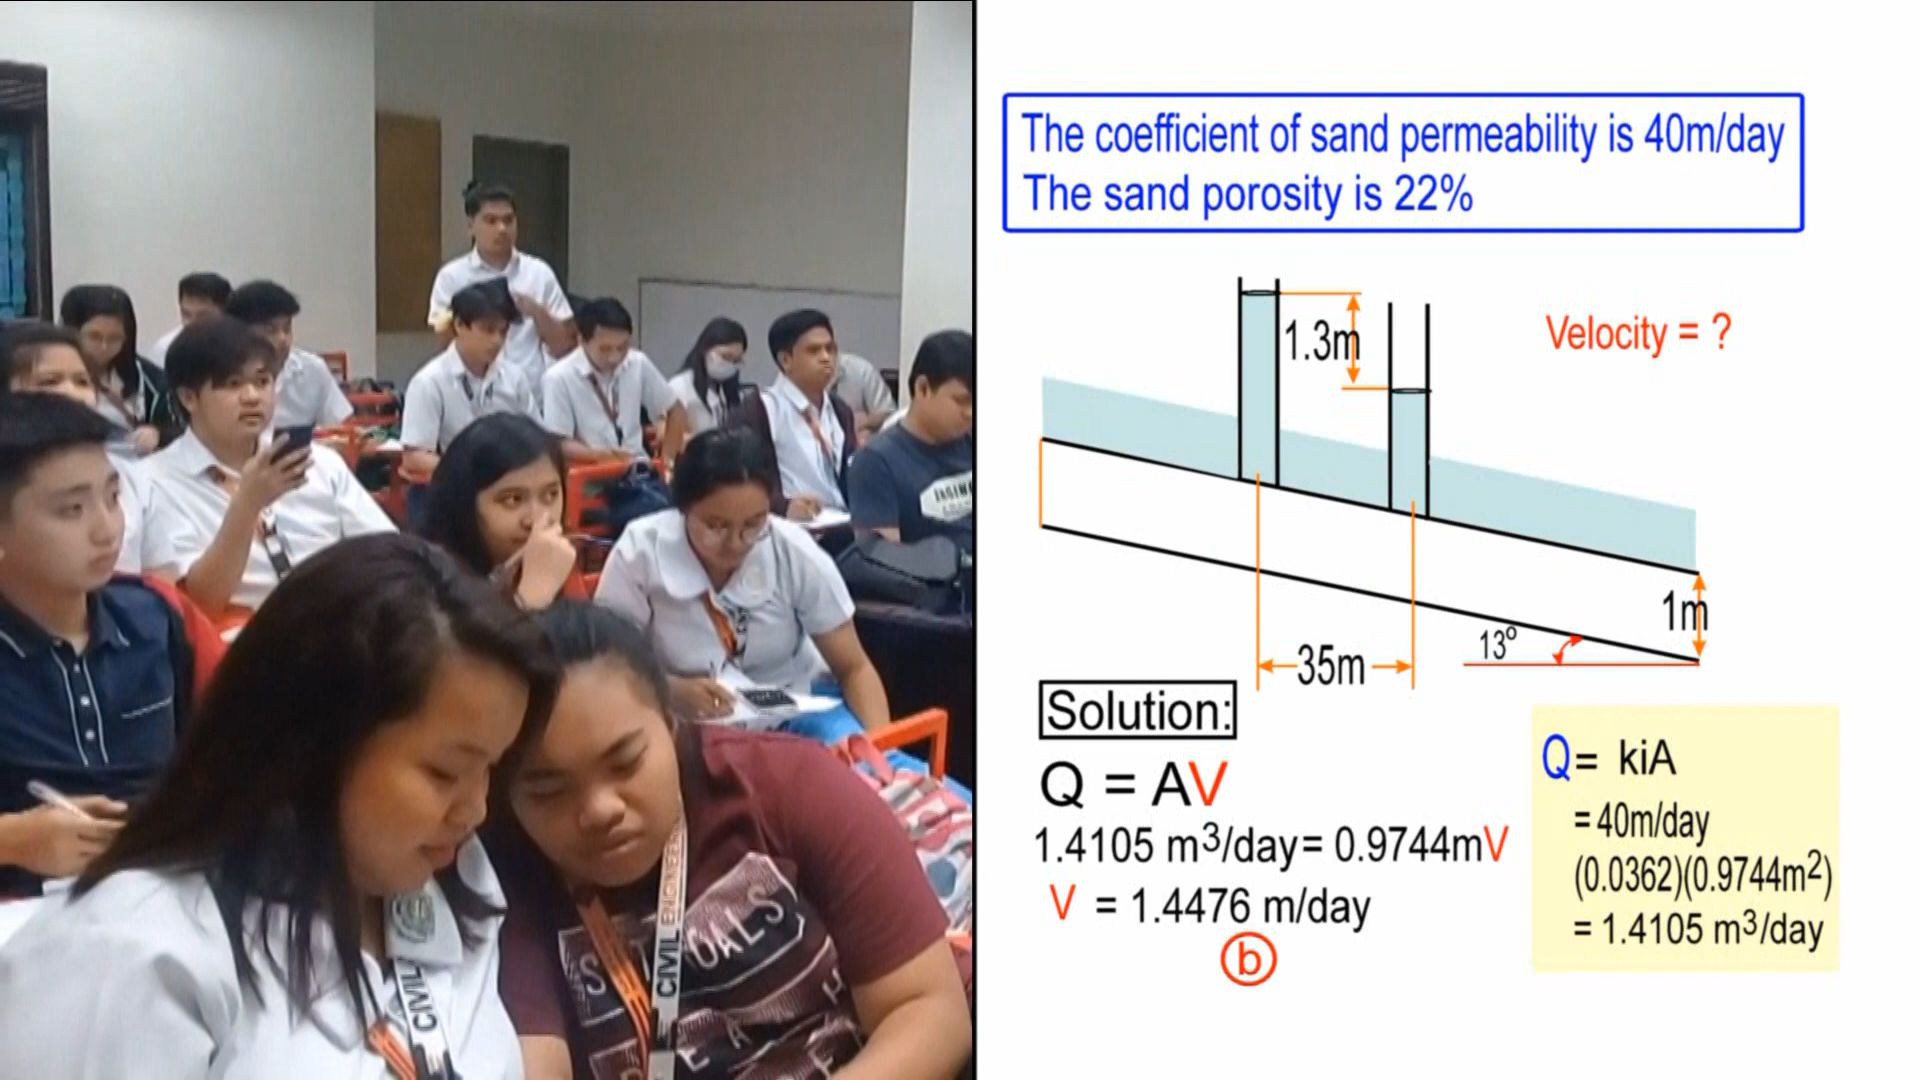 The coefficient of sand permeability is 40m/day
The sand porosity is 22%
1.3m
Velocity = ?
1m
13°
35m
Solution:
Q = AV
1.4105 m³/day = 0.9744mV
V = 1.4476 m/day
b
Q = kiA
= 40m/day
(0.0362)(0.9744m²)
= 1.4105 m³/day
CIVIL
CIVIL ENGINEER